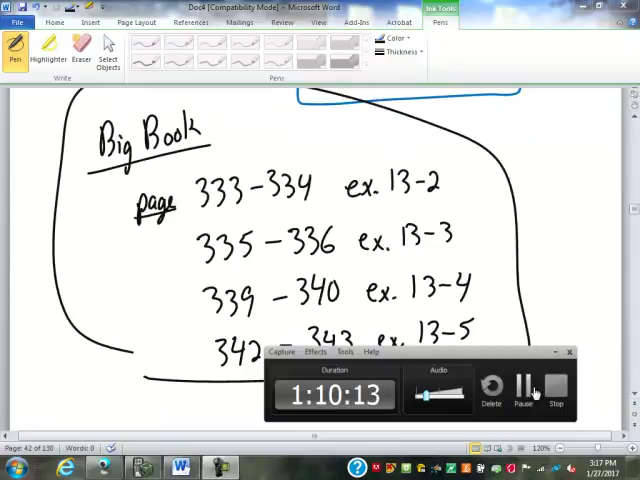 Doc4 [Compatibility Mode] - Microsoft Word
Ink Tools
File Home Insert Page Layout References Mailings Review View Add-Ins Acrobat Pens
Pen Highlighter Eraser Select Objects
Color
Thickness
Write Pens
Big Book
page 333-334 ex. 13-2
335-336 ex. 13-3
339-340 ex. 13-4
342-343 ex. 13-5
Capture Effects Tools Help
Duration Audio
1:10:13
Delete Pause Stop
Page: 42 of 130 Words: 0 120%
3:17 PM
1/27/2017